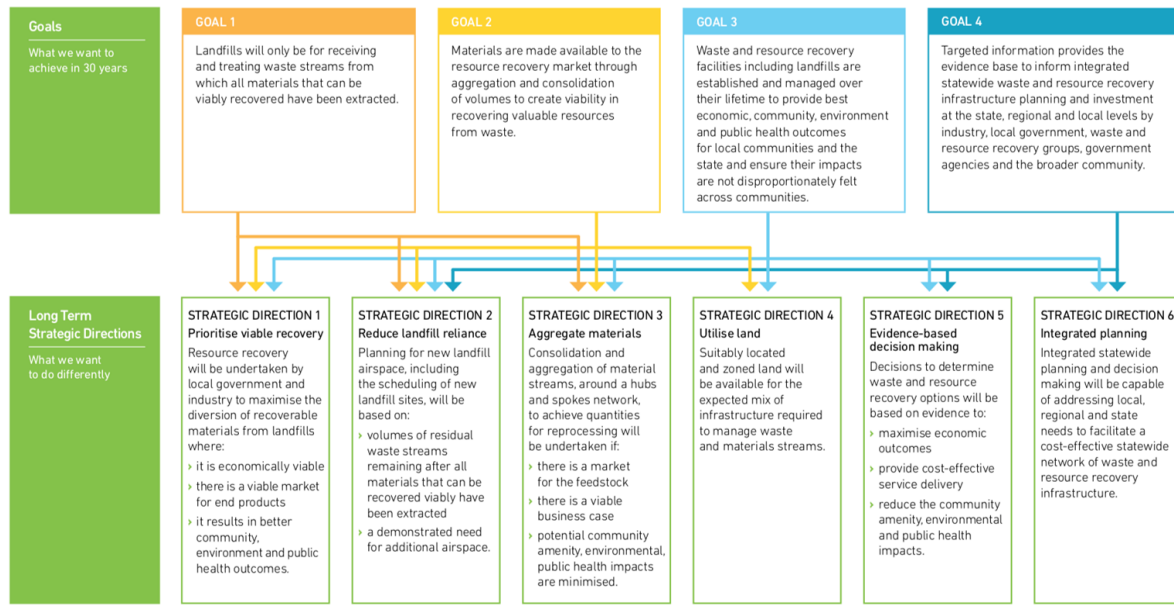 Goals
What we want to
achieve in 30 years
GOAL 1
Landfills will only be for receiving
and treating waste streams from
which all materials that can be
viably recovered have been extracted.
GOAL 2
Materials are made available to the
resource recovery market through
aggregation and consolidation
of volumes to create viability in
recovering valuable resources
from waste.
GOAL 3
Waste and resource recovery
facilities including landfills are
established and managed over
their lifetime to provide best
economic, community, environment
and public health outcomes
for local communities and the
state and ensure their impacts
are not disproportionately felt
across communities.
GOAL 4
Targeted information provides the
evidence base to inform integrated
statewide waste and resource recovery
infrastructure planning and investment
at the state, regional and local levels by
industry, local government, waste and
resource recovery groups, government
agencies and the broader community.
Long Term
Strategic Directions
What we want
to do differently
STRATEGIC DIRECTION 1
Prioritise viable recovery
Resource recovery
will be undertaken by
local government and
industry to maximise the
diversion of recoverable
materials from landfills
where:
› it is economically viable
› there is a viable market
for end products
› it results in better
community,
environment and public
health outcomes.
STRATEGIC DIRECTION 2
Reduce landfill reliance
Planning for new landfill
airspace, including
the scheduling of new
landfill sites, will be
based on:
› volumes of residual
waste streams
remaining after all
materials that can be
recovered viably have
been extracted
› a demonstrated need
for additional airspace.
STRATEGIC DIRECTION 3
Aggregate materials
Consolidation and
aggregation of material
streams, around a hubs
and spokes network,
to achieve quantities
for reprocessing will
be undertaken if:
› there is a market
for the feedstock
› there is a viable
business case
› potential community
amenity, environmental,
public health impacts
are minimised.
STRATEGIC DIRECTION 4
Utilise land
Suitably located
and zoned land will
be available for the
expected mix of
infrastructure required
to manage waste
and materials streams.
STRATEGIC DIRECTION 5
Evidence-based
decision making
Decisions to determine
waste and resource
recovery options will be
based on evidence to:
› maximise economic
outcomes
› provide cost-effective
service delivery
› reduce the community
amenity, environmental
and public health
impacts.
STRATEGIC DIRECTION 6
Integrated planning
Integrated statewide
planning and decision
making will be capable
of addressing local,
regional and state
needs to facilitate a
cost-effective statewide
network of waste and
resource recovery
infrastructure.